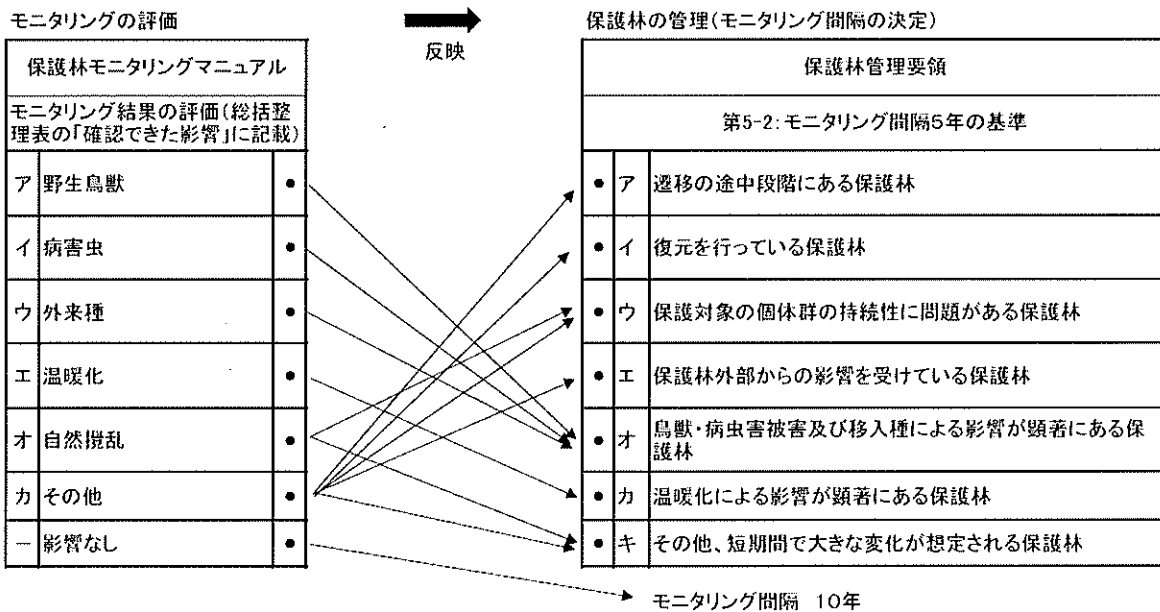 モニタリングの評価
反映
保護林の管理(モニタリング間隔の決定)
保護林モニタリングマニュアル
モニタリング結果の評価(総括整
理表の「確認できた影響」に記載)
ア 野生鳥獣
イ 病害虫
ウ 外来種
エ 温暖化
オ 自然撹乱
カ その他
ー 影響なし
保護林管理要領
第5-2:モニタリング間隔5年の基準
ア 遷移の途中段階にある保護林
イ 復元を行っている保護林
ウ 保護対象の個体群の持続性に問題がある保護林
エ 保護林外部からの影響を受けている保護林
オ 鳥獣・病虫害被害及び移入種による影響が顕著にある保
護林
カ 温暖化による影響が顕著にある保護林
キ その他、短期間で大きな変化が想定される保護林
モニタリング間隔 10年